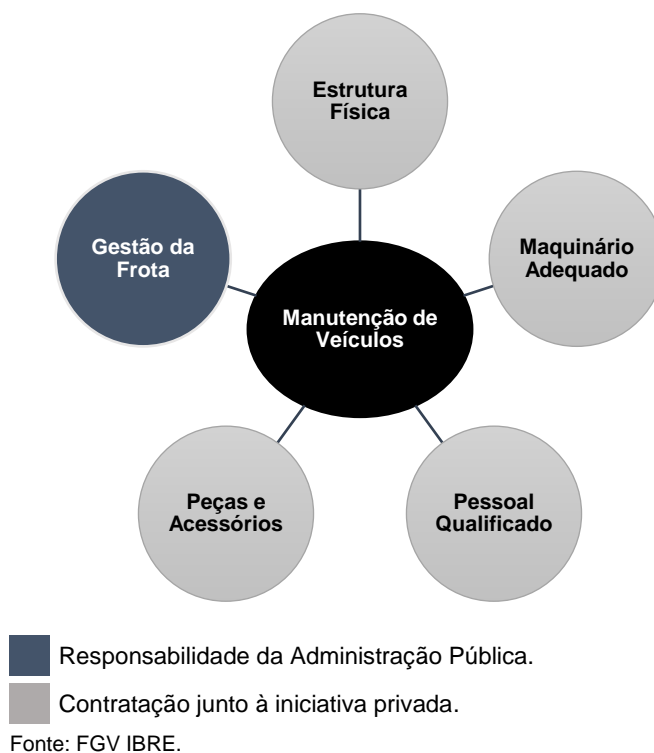 Estrutura
Física
Gestão da
Frota
Maquinário
Adequado
Manutenção de
Veículos
Peças e
Acessórios
Pessoal
Qualificado
Responsabilidade da Administração Pública.
Contratação junto à iniciativa privada.
Fonte: FGV IBRE.